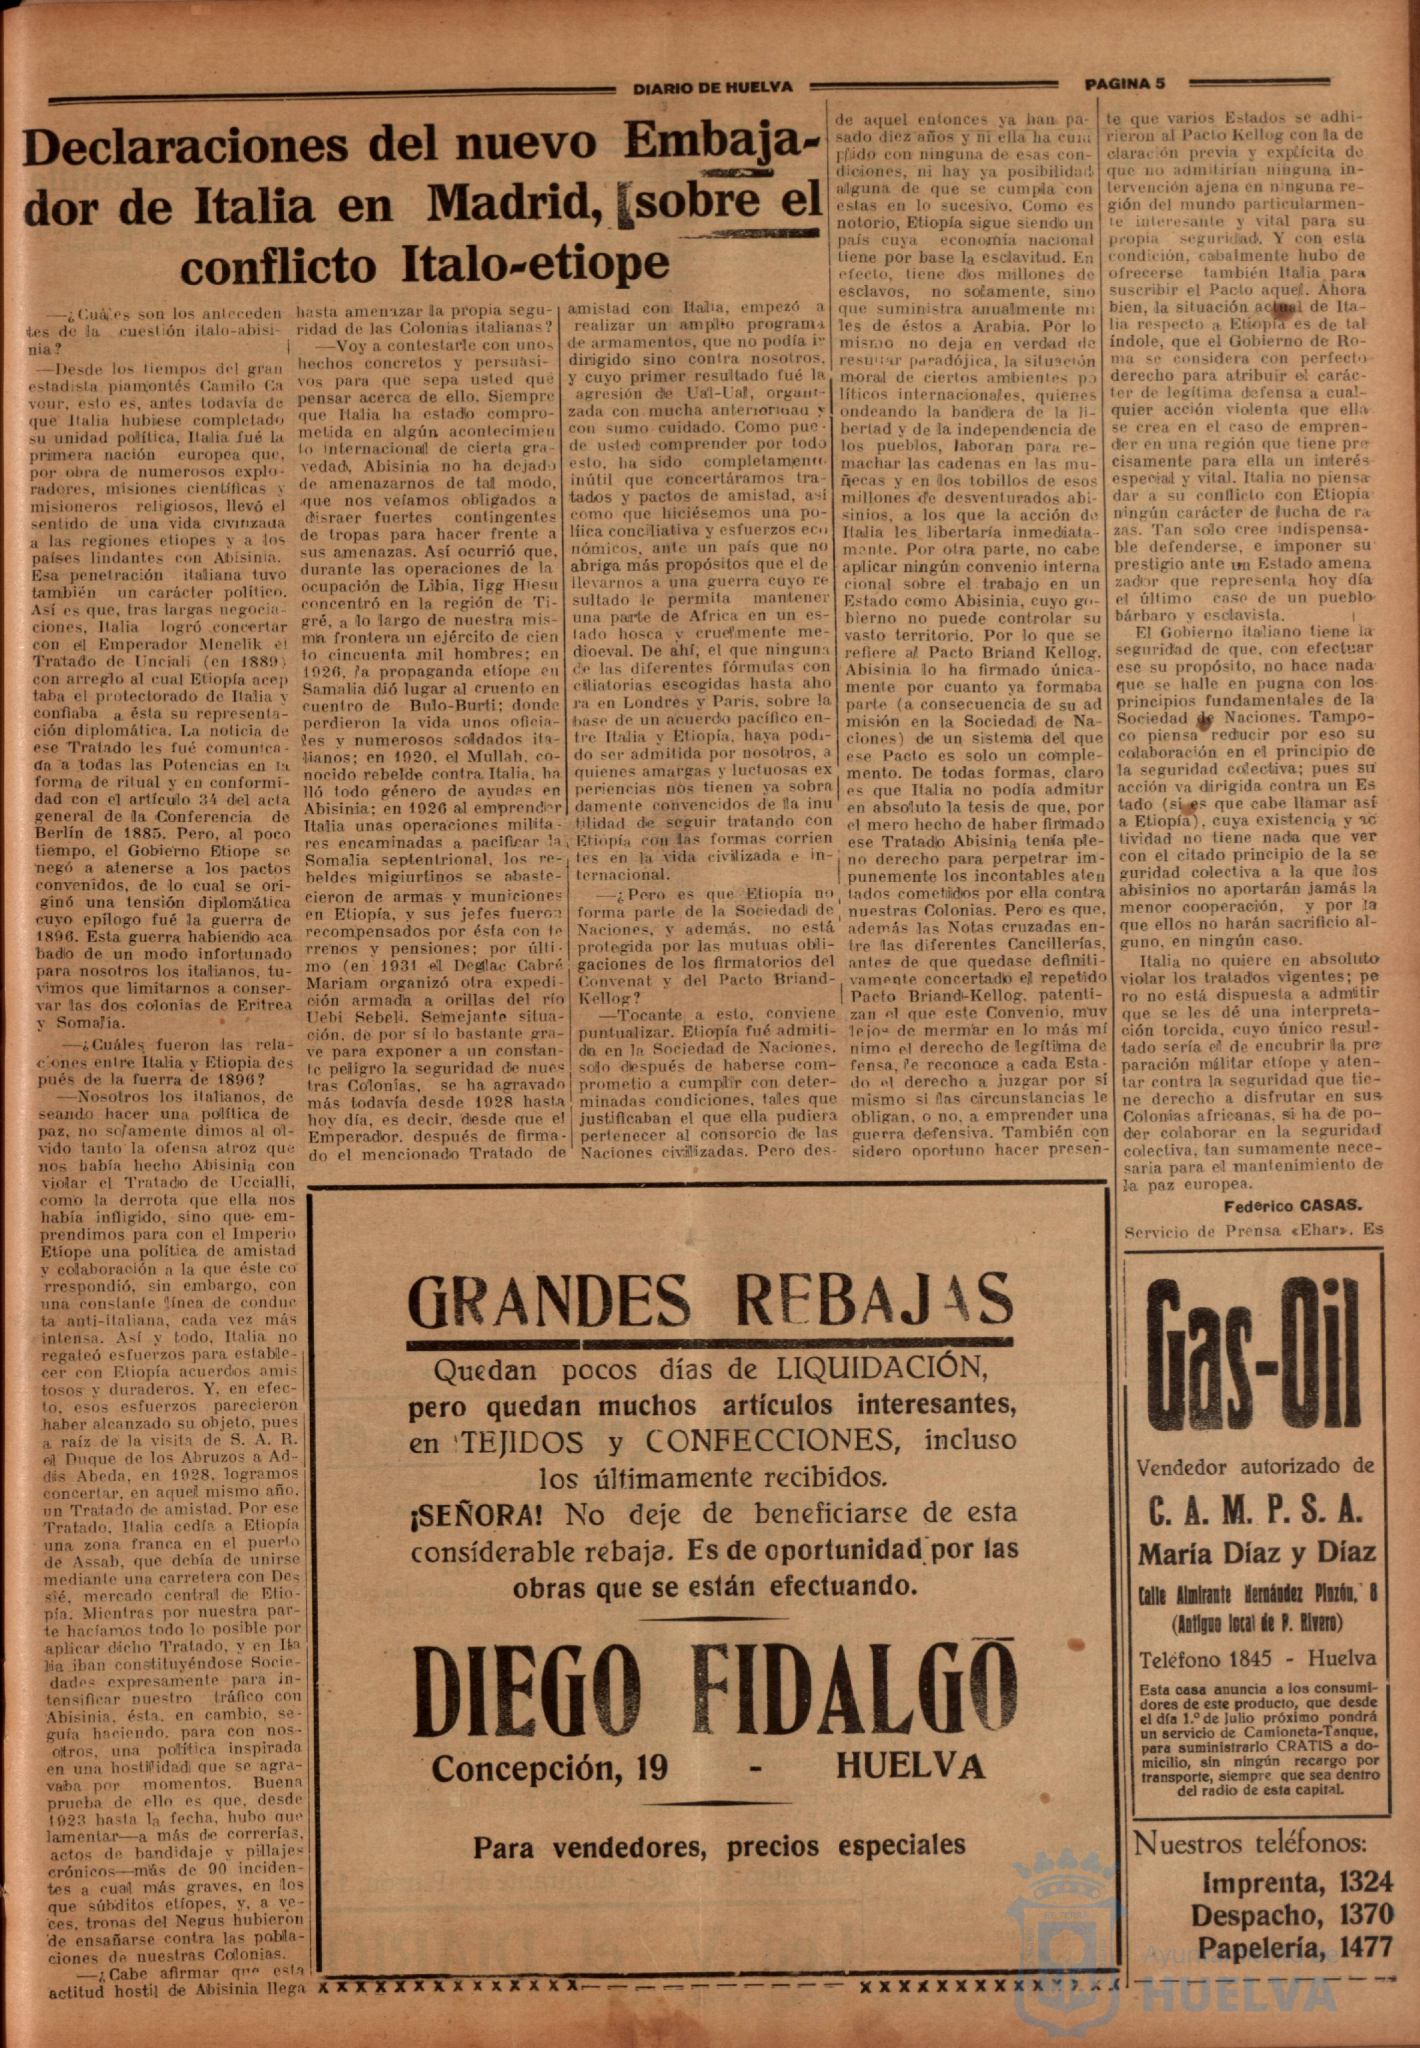 DIARIO DE HUELVA
PAGINA 5
Declaraciones del nuevo Embaja-
dor de Italia en Madrid, sobre el
conflicto Italo-etiope
—¿Cuáles son los anteceden
tes de la cuestión italo-abisi-
nia?
—Desde los tiempos del gran
estadista piamontés Camilo Ca
vour, esto es, antes todavía de
que Italia hubiese completado
su unidad política, Italia fué la
primera nación europea que,
por obra de numerosos explo-
radores, misiones científicas y
misioneros religiosos, llevó el
sentido de una vida civilizada
a las regiones etiopes y a los
países lindantes con Abisinia.
Esa penetración italiana tuvo
también un carácter político.
Así es que, tras largas negocia-
ciones, Italia logró concertar
con el Emperador Menelik el
Tratado de Unciali (en 1889)
con arreglo al cual Etiopía acep
taba el protectorado de Italia y
confiaba a ésta su representa-
ción diplomática. La noticia de
ese Tratado les fué comunica-
da a todas las Potencias en la
forma de ritual y en conformi-
dad con el artículo 34 del acta
general de la Conferencia de
Berlín de 1885. Pero, al poco
tiempo, el Gobierno Etiope se
negó a atenerse a los pactos
convenidos, de lo cual se ori-
ginó una tensión diplomática
cuyo epílogo fué la guerra de
1896. Esta guerra habiendo aca
bado de un modo infortunado
para nosotros los italianos, tu-
vimos que limitarnos a conser-
var las dos colonias de Eritrea
y Somalia.
—¿Cuáles fueron las rela-
ciones entre Italia y Etiopia des
pués de la fuerra de 1896?
—Nosotros los italianos, de-
seando hacer una política de
paz, no solamente dimos al ol-
vido tanto la ofensa atroz que
nos había hecho Abisinia con
violar el Tratado de Uccialli,
como la derrota que ella nos
había infligido, sino que em-
prendimos para con el Imperio
Etiope una política de amistad
y colaboración a la que éste co
rrespondió, sin embargo, con
una constante línea de conduc
ta anti-italiana, cada vez más
intensa. Así y todo, Italia no
regateó esfuerzos para estable-
cer con Etiopía acuerdos amis
tosos y duraderos. Y, en efec-
to, esos esfuerzos parecieron
haber alcanzado su objeto, pues
a raíz de la visita de S. A. R.
el Duque de los Abruzos a Ad-
dis Abeda, en 1928, logramos
concertar, en aquel mismo año,
un Tratado de amistad. Por ese
Tratado, Italia cedía a Etiopía
una zona franca en el puerto
de Assab, que debía de unirse
mediante una carretera con Des
sié, mercado central de Etio-
pía. Mientras por nuestra par-
te hacíamos todo lo posible por
aplicar dicho Tratado, y en Ita
lia iban constituyéndose Socie-
dades expresamente para in-
tensificar nuestro tráfico con
Abisinia, ésta, en cambio, se-
guía haciendo, para con nos-
otros, una política inspirada
en una hostilidad que se agra-
vaba por momentos. Buena
prueba de ello es que, desde
1923 hasta la fecha, hubo que
lamentar—a más de correrías,
actos de bandidaje y pillajes
crónicos—más de 90 inciden-
tes a cual más graves, en los
que súbditos etíopes, y, a ve-
ces, tropas del Negus hubieron
de ensañarse contra las pobla-
ciones de nuestras Colonias.
—¿Cabe afirmar que esta
actitud hostil de Abisinia llega
hasta amenazar la propia segu-
ridad de las Colonias italianas?
—Voy a contestarle con unos
hechos concretos y persuasi-
vos para que sepa usted qué
pensar acerca de ello. Siempre
que Italia ha estado compro-
metida en algún acontecimien
to internacional de cierta gra-
vedad, Abisinia no ha dejado
de amenazarnos de tal modo,
que nos veíamos obligados a
distraer fuertes contingentes
de tropas para hacer frente a
sus amenazas. Así ocurrió que,
durante las operaciones de la
ocupación de Libia, Iigg Hiesu
concentró en la región de Ti-
gré, a lo largo de nuestra mis-
ma frontera un ejército de cien
to cincuenta mil hombres; en
1926, la propaganda etíope en
Samalia dió lugar al cruento en
cuentro de Bulo-Burti; donde
perdieron la vida unos oficia-
les y numerosos soldados ita-
lianos; en 1920, el Mullah, co-
nocido rebelde contra Italia, ha
lló todo género de ayudas en
Abisinia; en 1926 al emprender
Italia unas operaciones milita-
res encaminadas a pacificar la
Somalia septentrional, los re-
beldes migiurtinos se abaste-
cieron de armas y municiones
en Etiopía, y sus jefes fueron
recompensados por ésta con te
rrenos y pensiones; por últi-
mo (en 1931 el Degiac Cabré
Mariam organizó otra expedi-
ción armada a orillas del río
Uebi Sebeli. Semejante situa-
ción, de por sí lo bastante gra-
ve para exponer a un constan-
te peligro la seguridad de nues
tras Colonias, se ha agravado
más todavía desde 1928 hasta
hoy día, es decir, desde que el
Emperador, después de firma-
do el mencionado Tratado de
amistad con Italia, empezó a
realizar un amplio programa
de armamentos, que no podía ir
dirigido sino contra nosotros,
y cuyo primer resultado fué la
agresión de Ual-Ual, organi-
zada con mucha anterioridad y
con sumo cuidado. Como pue-
de usted comprender por todo
esto, ha sido completamente
inútil que concertáramos tra-
tados y pactos de amistad, así
como que hiciésemos una po-
lítica conciliativa y esfuerzos eco
nómicos, ante un país que no
abriga más propósitos que el de
llevarnos a una guerra cuyo re
sultado le permita mantener
una parte de Africa en un es-
tado hosca y cruelmente me-
dioeval. De ahí, el que ninguna
de las diferentes fórmulas con
ciliatorias escogidas hasta aho
ra en Londres y París, sobre la
base de un acuerdo pacífico en-
tre Italia y Etiopía, haya podi-
do ser admitida por nosotros, a
quienes amargas y luctuosas ex
periencias nos tienen ya sobra
damente convencidos de la inu
tilidad de seguir tratando con
Etiopía con las formas corrien
tes en la vida civilizada e in-
ternacional.
—¿Pero es que Etiopía no
forma parte de la Sociedad de
Naciones, y además, no está
protegida por las mutuas obli-
gaciones de los firmatorios del
Convenat y del Pacto Briand-
Kellog?
—Tocante a esto, conviene
puntualizar. Etiopía fué admiti-
da en la Sociedad de Naciones,
solo después de haberse com-
prometio a cumplir con deter-
minadas condiciones, tales que
justificaban el que ella pudiera
pertenecer al consorcio de las
Naciones civilizadas. Pero des-
de aquel entonces ya han pa-
sado diez años y ni ella ha cum
plido con ninguna de esas con-
diciones, ni hay ya posibilidad
alguna de que se cumpla con
estas en lo sucesivo. Como es
notorio, Etiopía sigue siendo un
país cuya economía nacional
tiene por base la esclavitud. En
efecto, tiene dos millones de
esclavos, no solamente, sino
que suministra anualmente mi
les de éstos a Arabia. Por lo
mismo no deja en verdad de
resultar paradójica, la situación
moral de ciertos ambientes po
líticos internacionales, quienes
ondeando la bandera de la li-
bertad y de la independencia de
los pueblos, laboran para re-
machar las cadenas en las mu-
ñecas y en los tobillos de esos
millones de desventurados abi-
sinios, a los que la acción de
Italia les libertaría inmediata-
mente. Por otra parte, no cabe
aplicar ningún convenio interna
cional sobre el trabajo en un
Estado como Abisinia, cuyo go-
bierno no puede controlar su
vasto territorio. Por lo que se
refiere al Pacto Briand Kellog,
Abisinia lo ha firmado única-
mente por cuanto ya formaba
parte (a consecuencia de su ad
misión en la Sociedad de Na-
ciones) de un sistema del que
ese Pacto es solo un comple-
mento. De todas formas, claro
es que Italia no podía admitir
en absoluto la tesis de que, por
el mero hecho de haber firmado
ese Tratado Abisinia tenía ple-
no derecho para perpetrar im-
punemente los incontables aten
tados cometidos por ella contra
nuestras Colonias. Pero es que,
además las Notas cruzadas en-
tre las diferentes Cancillerías,
antes de que quedase definiti-
vamente concertado el repetido
Pacto Briand-Kellog, patenti-
zan el que este Convenio, muy
lejos de mermar en lo más mí
nimo el derecho de legítima de
fensa, le reconoce a cada Esta-
do el derecho a juzgar por sí
mismo si las circunstancias le
obligan, o no, a emprender una
guerra defensiva. También con
sidero oportuno hacer presen-
te que varios Estados se adhi-
rieron al Pacto Kellog con la de
claración previa y explícita de
que no admitirían ninguna in-
tervención ajena en ninguna re-
gión del mundo particularmen-
te interesante y vital para su
propia seguridad. Y con esta
condición, cabalmente hubo de
ofrecerse también Italia para
suscribir el Pacto aquel. Ahora
bien, la situación actual de Ita-
lia respecto a Etiopía es de tal
índole, que el Gobierno de Ro-
ma se considera con perfecto
derecho para atribuir el carác-
ter de legítima defensa a cual-
quier acción violenta que ella
se crea en el caso de empren-
der en una región que tiene pre
cisamente para ella un interés
especial y vital. Italia no piensa
dar a su conflicto con Etiopía
ningún carácter de lucha de ra
zas. Tan solo cree indispensa-
ble defenderse, e imponer su
prestigio ante un Estado amena
zador que representa hoy día
el último caso de un pueblo
bárbaro y esclavista.
El Gobierno italiano tiene la
seguridad de que, con efectuar
ese su propósito, no hace nada
que se halle en pugna con los
principios fundamentales de la
Sociedad de Naciones. Tampo-
co piensa reducir por eso su
colaboración en el principio de
la seguridad colectiva; pues su
acción va dirigida contra un Es
tado (si es que cabe llamar así
a Etiopía), cuya existencia y ac
tividad no tiene nada que ver
con el citado principio de la se
guridad colectiva a la que los
abisinios no aportarán jamás la
menor cooperación, y por la
que ellos no harán sacrificio al-
guno, en ningún caso.
Italia no quiere en absoluto
violar los tratados vigentes; pe
ro no está dispuesta a admitir
que se les dé una interpreta-
ción torcida, cuyo único resul-
tado sería el de encubrir la pre
paración militar etíope y aten-
tar contra la seguridad que tie-
ne derecho a disfrutar en sus
Colonias africanas, si ha de po-
der colaborar en la seguridad
colectiva, tan sumamente nece-
saria para el mantenimiento de
la paz europea.
Federico CASAS.
Servicio de Prensa «Ehar». Es
GRANDES REBAJAS
Quedan pocos días de LIQUIDACIÓN,
pero quedan muchos artículos interesantes,
en TEJIDOS y CONFECCIONES, incluso
los últimamente recibidos.
¡SEÑORA! No deje de beneficiarse de esta
considerable rebaja. Es de oportunidad por las
obras que se están efectuando.
DIEGO FIDALGO
Concepción, 19 - HUELVA
Para vendedores, precios especiales
Gas-Oil
Vendedor autorizado de
C. A. M. P. S. A.
María Díaz y Díaz
Calle Almirante Hernández Pinzón, 8
(Antiguo local de P. Rivero)
Teléfono 1845 - Huelva
Esta casa anuncia a los consumi-
dores de este producto, que desde
el día 1.º de Julio próximo pondrá
un servicio de Camioneta-Tanque,
para suministrarlo GRATIS a do-
micilio, sin ningún recargo por
transporte, siempre que sea dentro
del radio de esta capital.
Nuestros teléfonos:
Imprenta, 1324
Despacho, 1370
Papelería, 1477
Ayuntamiento de
HUELVA